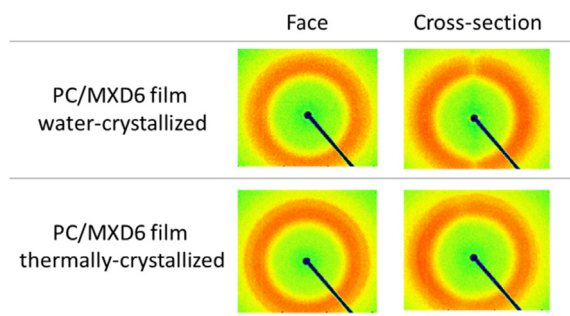 Face Cross-section
PC/MXD6 film
water-crystallized
PC/MXD6 film
thermally-crystallized